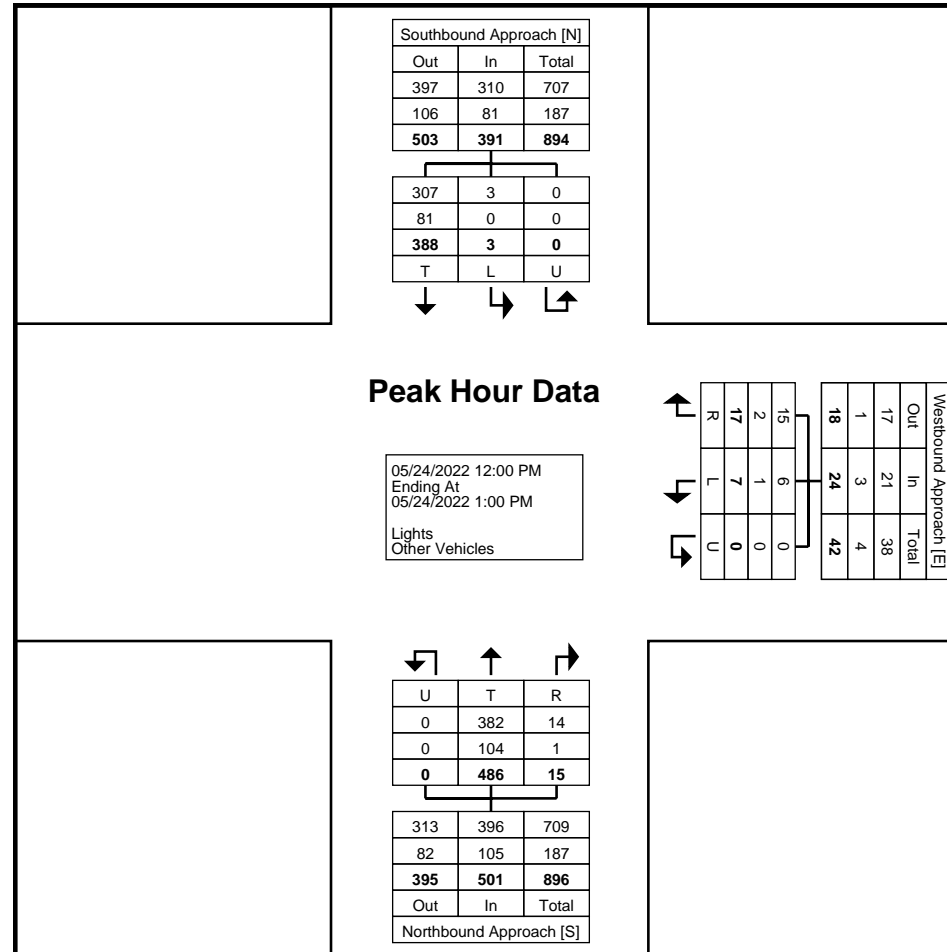 Southbound Approach [N]
Out In Total
397 310 707
106 81 187
503 391 894
307 3 0
81 0 0
388 3 0
T L U
Peak Hour Data
05/24/2022 12:00 PM
Ending At
05/24/2022 1:00 PM
Lights
Other Vehicles
Westbound Approach [E]
Out In Total
17 21 38
1 3 4
18 24 42
15 6 0
2 1 0
17 7 0
R L U
U T R
0 382 14
0 104 1
0 486 15
313 396 709
82 105 187
395 501 896
Out In Total
Northbound Approach [S]